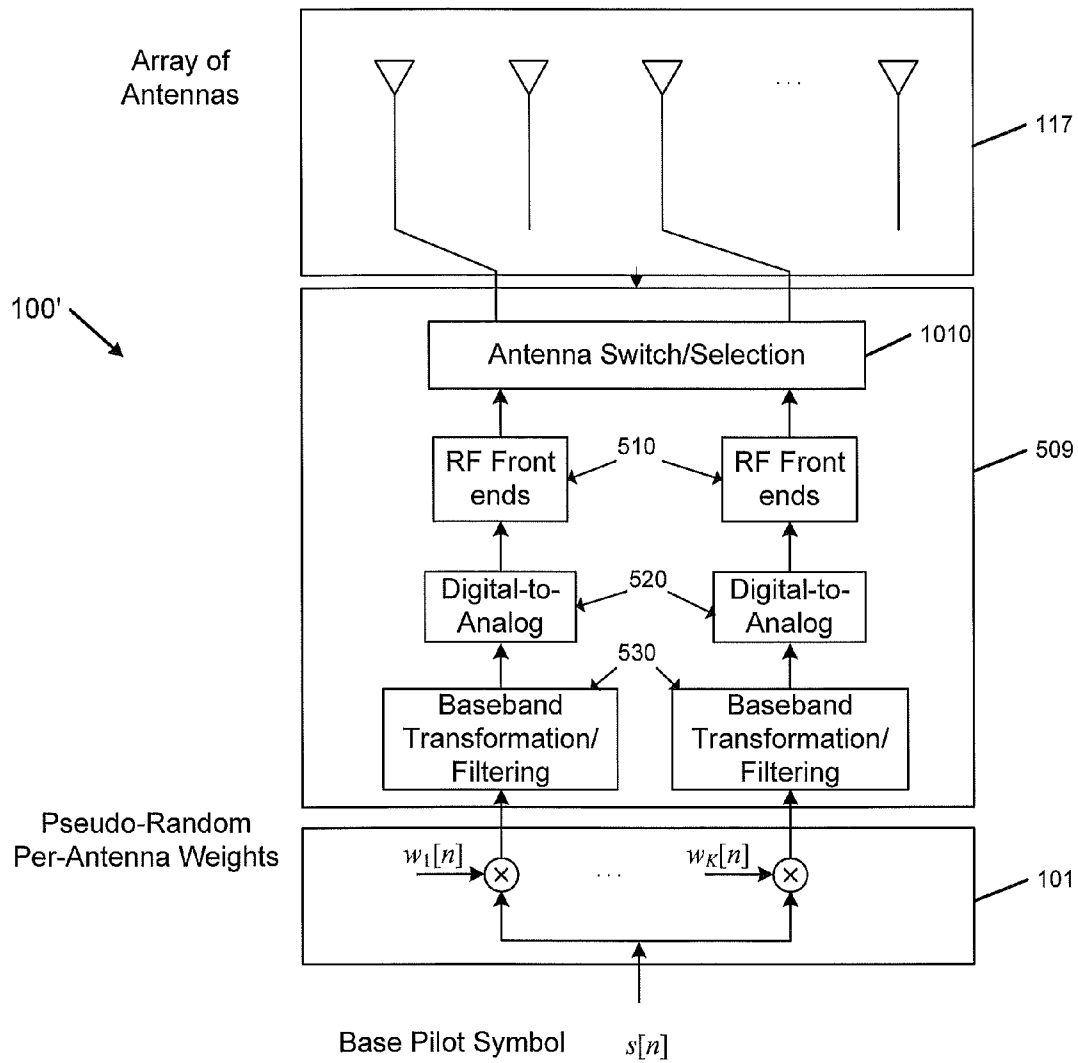 Array of
Antennas
. . .
117
100'
Antenna Switch/Selection
1010
RF Front
ends
510
RF Front
ends
509
Digital-to-
Analog
520
Digital-to-
Analog
530
Baseband
Transformation/
Filtering
Baseband
Transformation/
Filtering
Pseudo-Random
Per-Antenna Weights
w1[n]
. . .
wK[n]
101
Base Pilot Symbol
s[n]